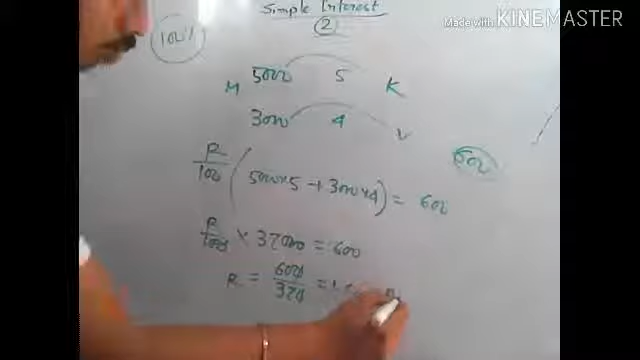 Simple Interest
Made with KINEMASTER
(2)
100%
M 5000 5 K
3000 4 V
600
R/100 (5000×5 + 3000×4) = 600
R/100 × 37000 = 600
R = 600/370 =